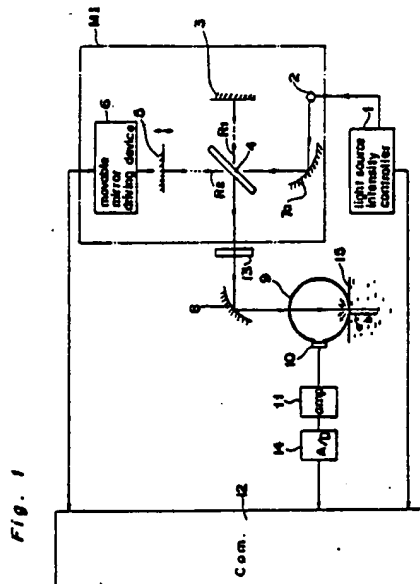 Fig. 1
M1
6
movable
mirror
driving device
5
3
R2
R1
4
2
7a
light source
intensity
controller
1
13
8
9
15
10
11
amp
14
A/D
12
Com.